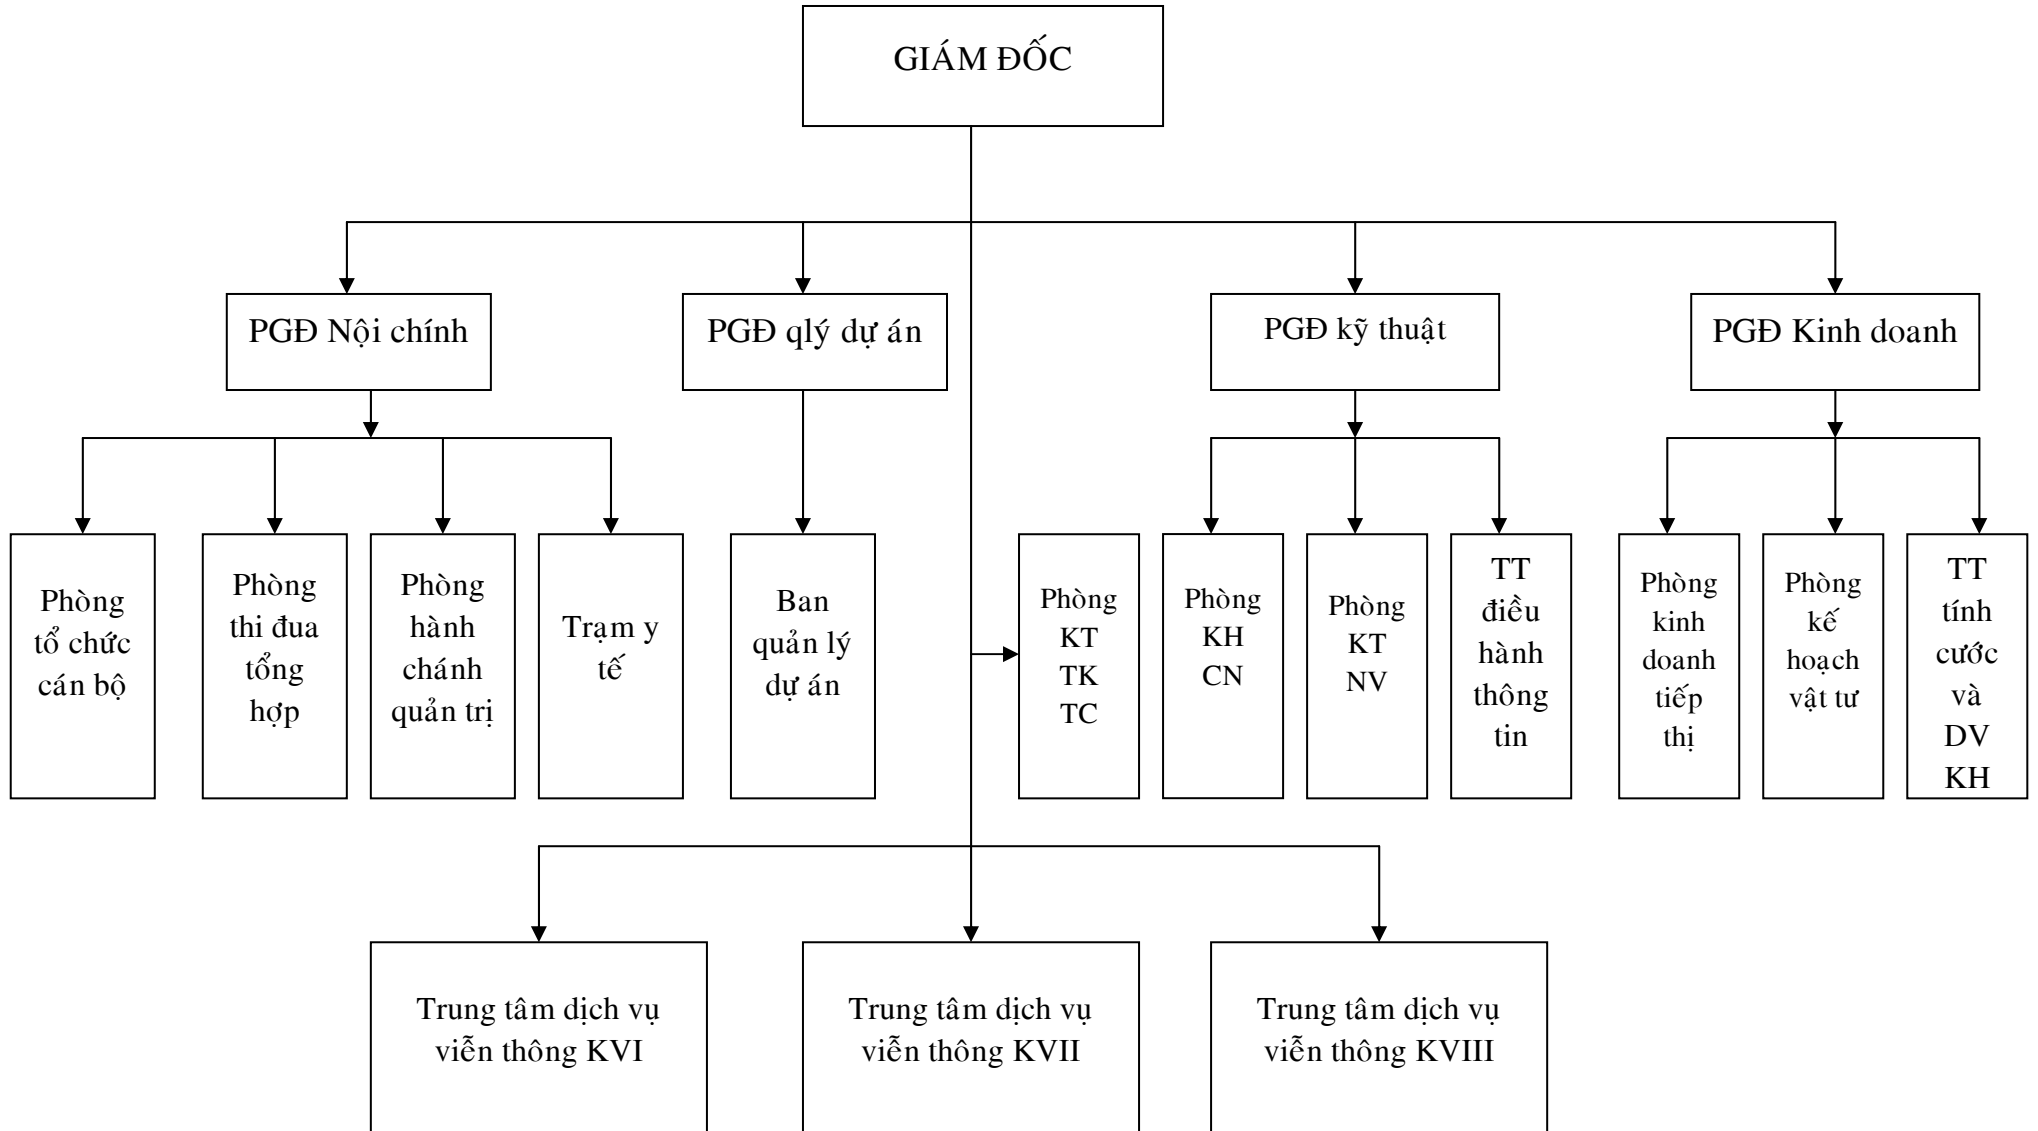 GIÁM ĐỐC
PGĐ Nội chính
PGĐ qlý dự án
PGĐ kỹ thuật
PGĐ Kinh doanh
Phòng
tổ chức
cán bộ
Phòng
thi đua
tổng
hợp
Phòng
hành
chánh
quản trị
Trạm y
tế
Ban
quản lý
dự án
Phòng
KT
TK
TC
Phòng
KH
CN
Phòng
KT
NV
TT
điều
hành
thông
tin
Phòng
kinh
doanh
tiếp
thị
Phòng
kế
hoạch
vật tư
TT
tính
cước
và
DV
KH
Trung tâm dịch vụ
viễn thông KVI
Trung tâm dịch vụ
viễn thông KVII
Trung tâm dịch vụ
viễn thông KVIII